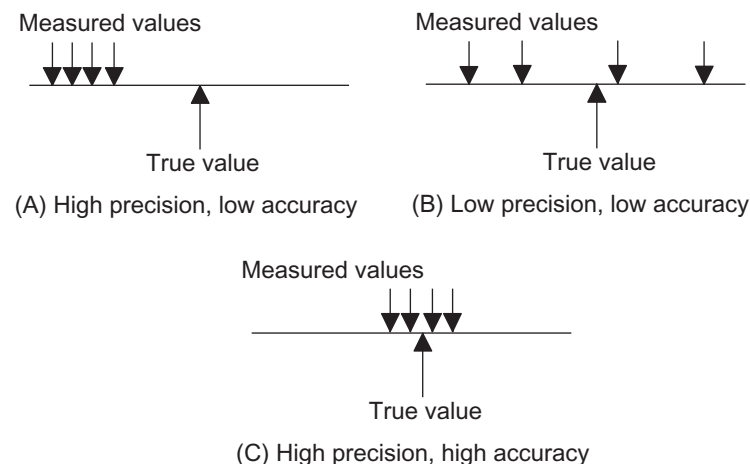 Measured values
True value
(A) High precision, low accuracy
Measured values
True value
(B) Low precision, low accuracy
Measured values
True value
(C) High precision, high accuracy